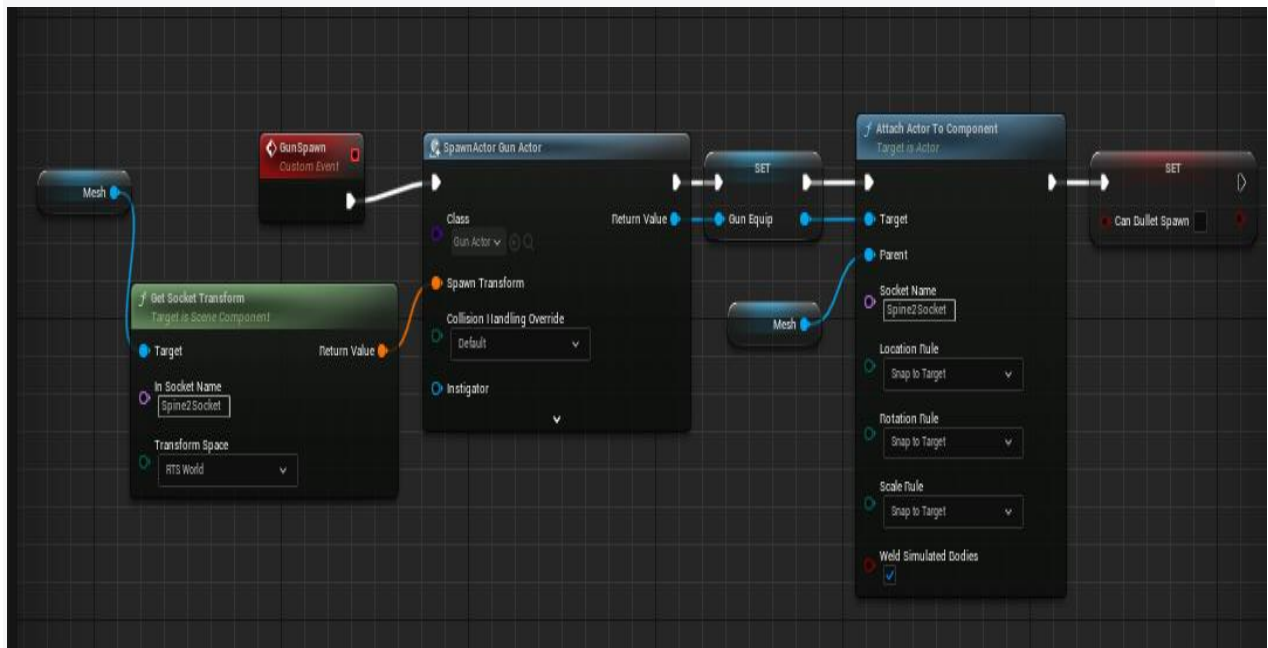 Mesh
GunSpawn
Custom Event
Get Socket Transform
Target is Scene Component
Target
Return Value
In Socket Name
Spine2Socket
Transform Space
RTS World
SpawnActor Gun Actor
Class
Gun Actor
Return Value
Spawn Transform
Collision Handling Override
Default
Instigator
SET
Gun Equip
Mesh
Attach Actor To Component
Target is Actor
Target
Parent
Socket Name
Spine2Socket
Location Rule
Snap to Target
Rotation Rule
Snap to Target
Scale Rule
Snap to Target
Weld Simulated Bodies
SET
Can Bullet Spawn